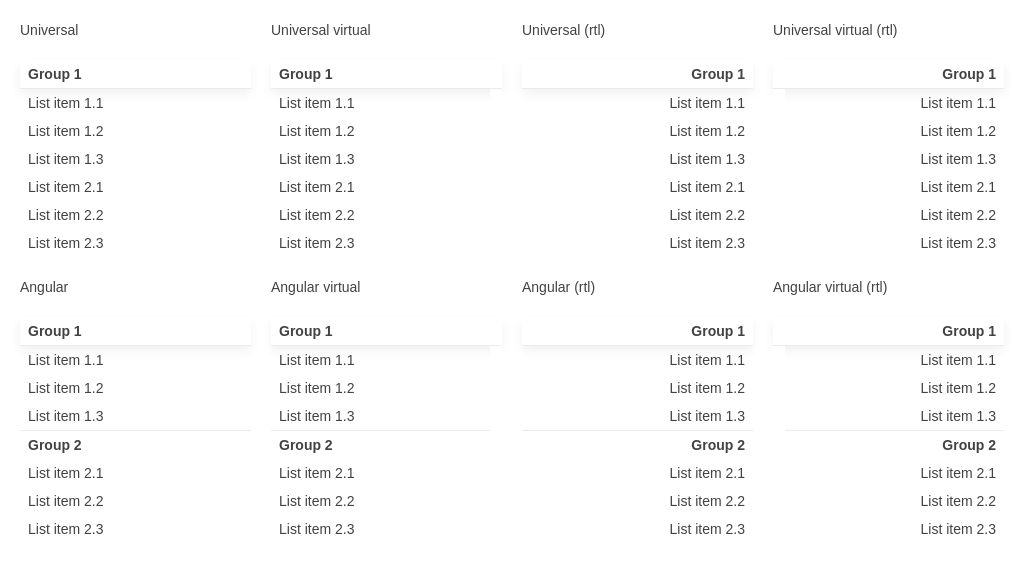 Universal
Group 1
List item 1.1
List item 1.2
List item 1.3
List item 2.1
List item 2.2
List item 2.3
Universal virtual
Group 1
List item 1.1
List item 1.2
List item 1.3
List item 2.1
List item 2.2
List item 2.3
Universal (rtl)
Group 1
List item 1.1
List item 1.2
List item 1.3
List item 2.1
List item 2.2
List item 2.3
Universal virtual (rtl)
Group 1
List item 1.1
List item 1.2
List item 1.3
List item 2.1
List item 2.2
List item 2.3
Angular
Group 1
List item 1.1
List item 1.2
List item 1.3
Group 2
List item 2.1
List item 2.2
List item 2.3
Angular virtual
Group 1
List item 1.1
List item 1.2
List item 1.3
Group 2
List item 2.1
List item 2.2
List item 2.3
Angular (rtl)
Group 1
List item 1.1
List item 1.2
List item 1.3
Group 2
List item 2.1
List item 2.2
List item 2.3
Angular virtual (rtl)
Group 1
List item 1.1
List item 1.2
List item 1.3
Group 2
List item 2.1
List item 2.2
List item 2.3